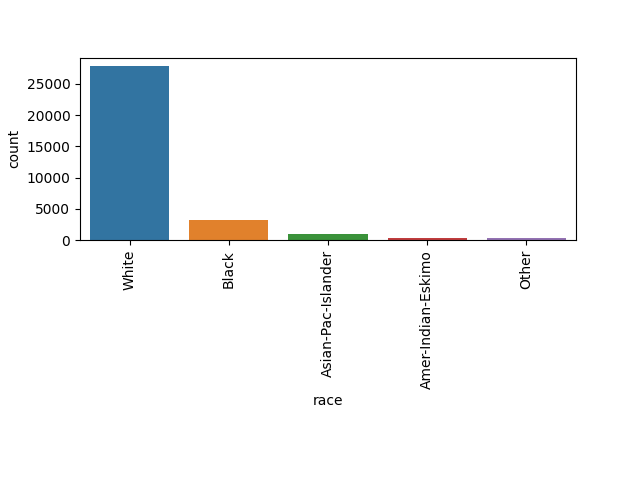 25000
20000
15000
10000
5000
0
count
White
Black
Asian-Pac-Islander
Amer-Indian-Eskimo
Other
race